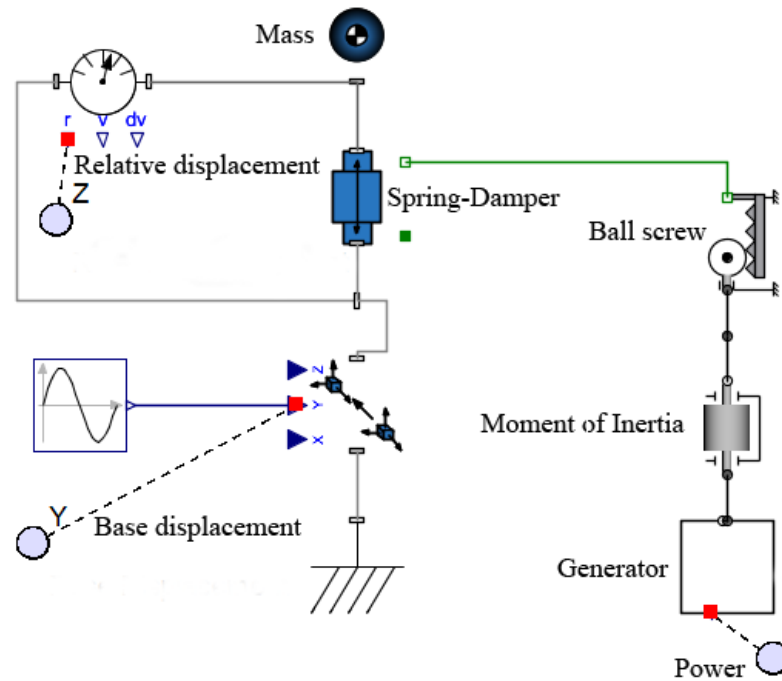 Mass
r v dv
Relative displacement
Z
Spring-Damper
Ball screw
Z
Y
X
Moment of Inertia
Y
Base displacement
Generator
Power